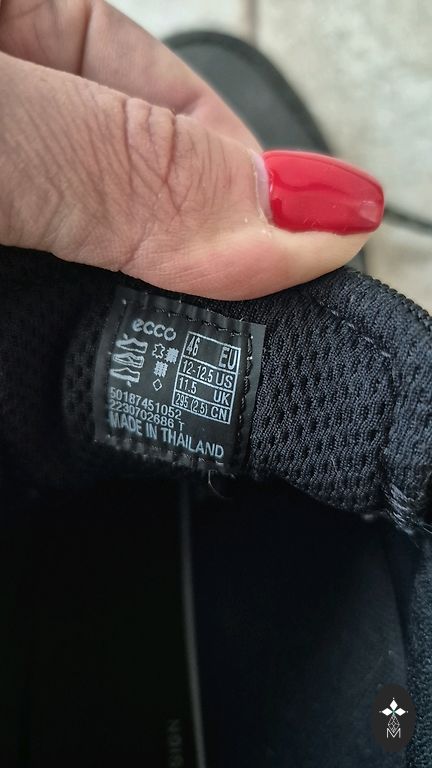 ecco
46 EU
12-12.5 US
11.5 UK
295 (2.5) CN
50187451052
2230702686 T
MADE IN THAILAND